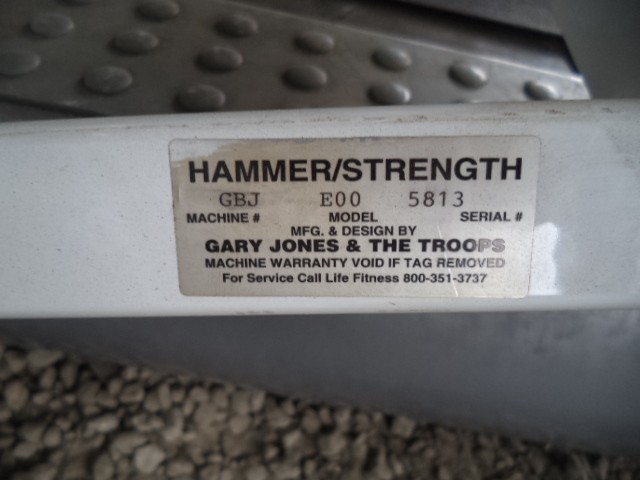 HAMMER/STRENGTH
GBJ E00 5813
MACHINE # MODEL SERIAL #
MFG. & DESIGN BY
GARY JONES & THE TROOPS
MACHINE WARRANTY VOID IF TAG REMOVED
For Service Call Life Fitness 800-351-3737